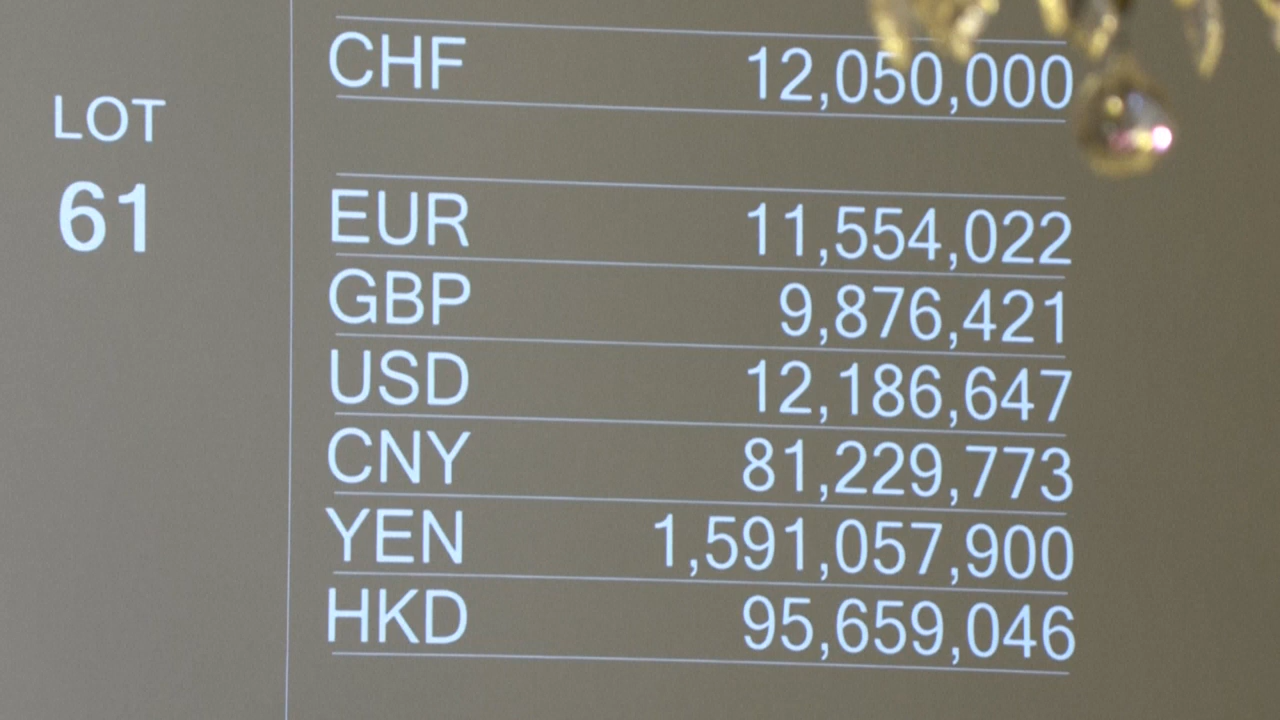 LOT
61
CHF 12,050,000
EUR 11,554,022
GBP 9,876,421
USD 12,186,647
CNY 81,229,773
YEN 1,591,057,900
HKD 95,659,046